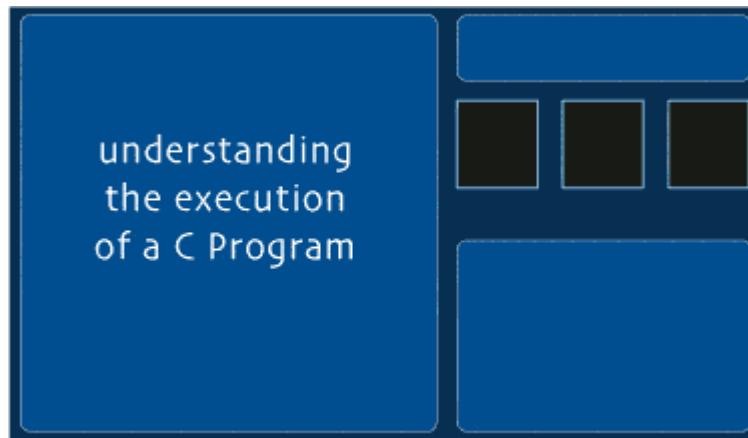 understanding
the execution
of a C Program